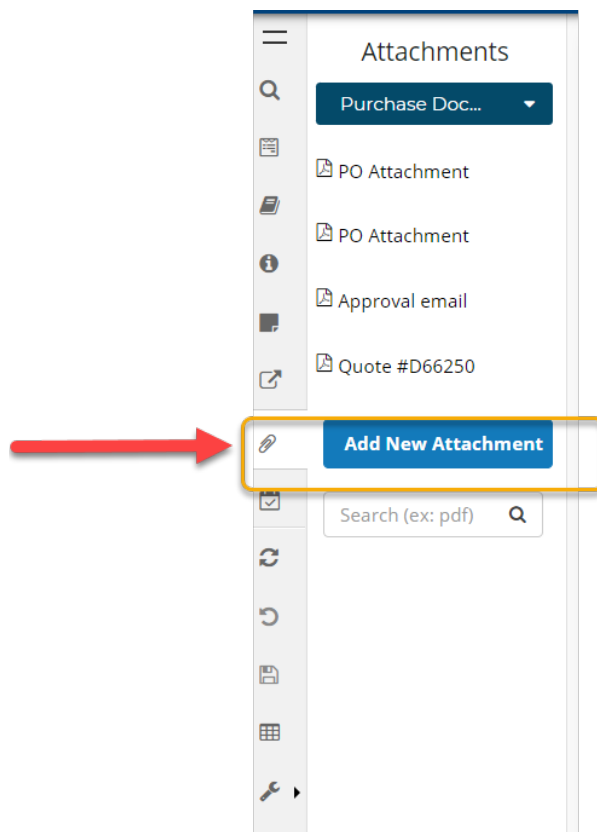 Attachments
Purchase Doc...
PO Attachment
PO Attachment
Approval email
Quote #D66250
Add New Attachment
Search (ex: pdf)